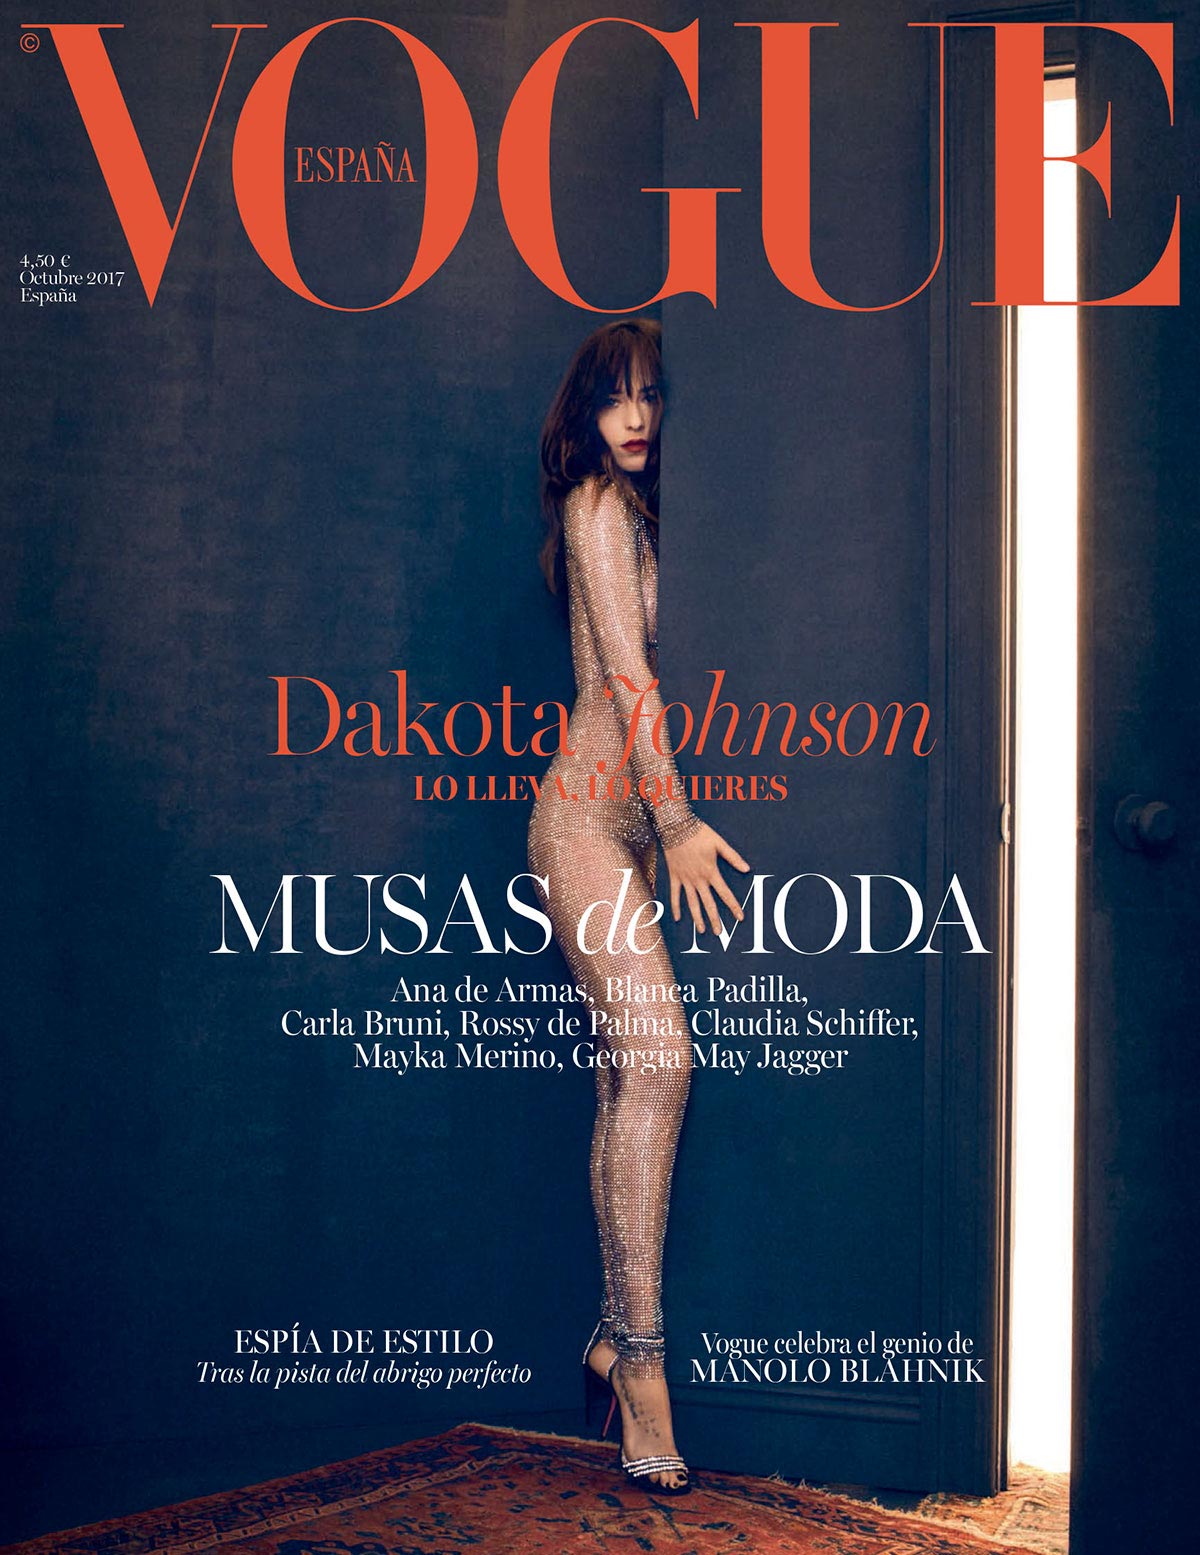 ©
VOGUE
ESPAÑA
4,50 €
Octubre 2017
España
Dakota Johnson
LO LLEVA, LO QUIERES
MUSAS de MODA
Ana de Armas, Blanca Padilla,
Carla Bruni, Rossy de Palma, Claudia Schiffer,
Mayka Merino, Georgia May Jagger
ESPÍA DE ESTILO
Tras la pista del abrigo perfecto
Vogue celebra el genio de
MANOLO BLAHNIK